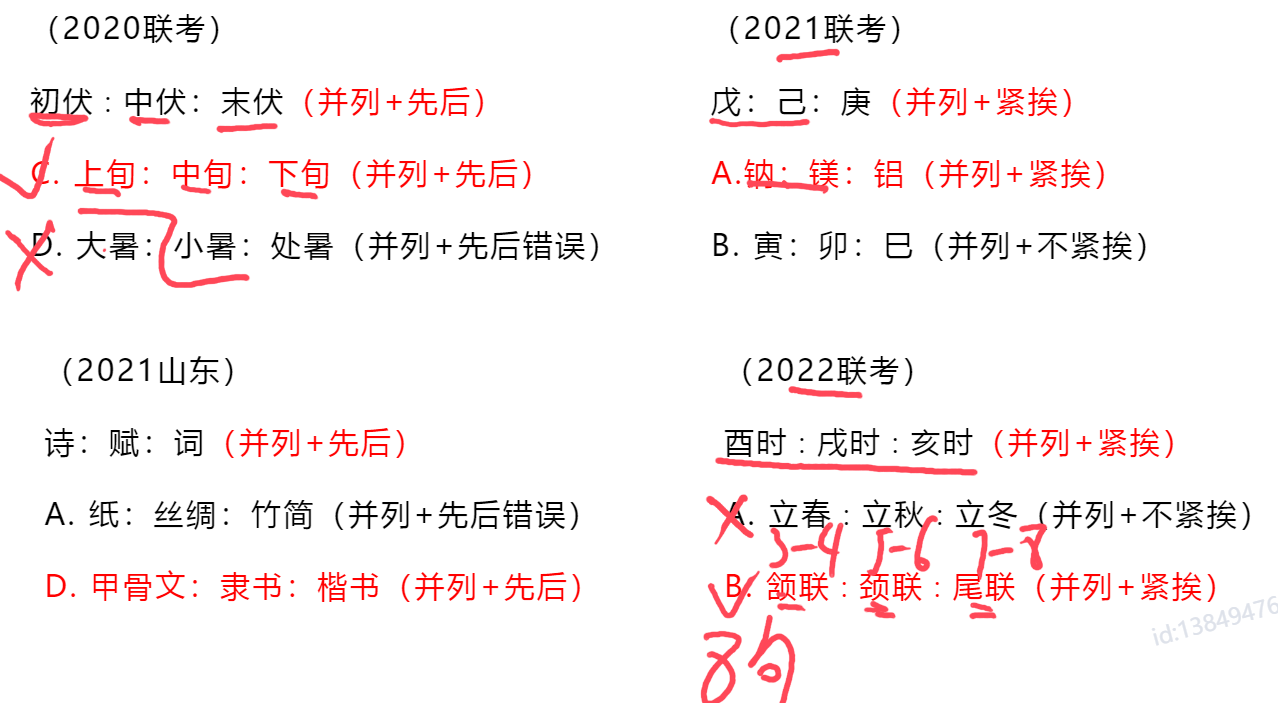 （2020联考）
初伏：中伏：末伏（并列+先后）
C. 上旬：中旬：下旬（并列+先后）
D. 大暑：小暑：处暑（并列+先后错误）
（2021联考）
戊：己：庚（并列+紧挨）
A.钠：镁：铝（并列+紧挨）
B. 寅：卯：巳（并列+不紧挨）
（2021山东）
诗：赋：词（并列+先后）
A. 纸：丝绸：竹简（并列+先后错误）
D. 甲骨文：隶书：楷书（并列+先后）
（2022联考）
酉时：戌时：亥时（并列+紧挨）
A. 立春：立秋：立冬（并列+不紧挨）
3-4 5-6 7-8
B. 颔联：颈联：尾联（并列+紧挨）
8句
id:13849476